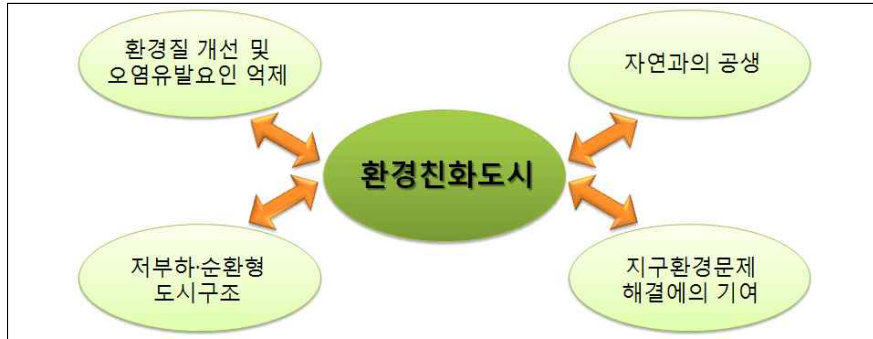 환경질 개선 및
오염유발요인 억제
자연과의 공생
환경친화도시
저부하·순환형
도시구조
지구환경문제
해결에의 기여